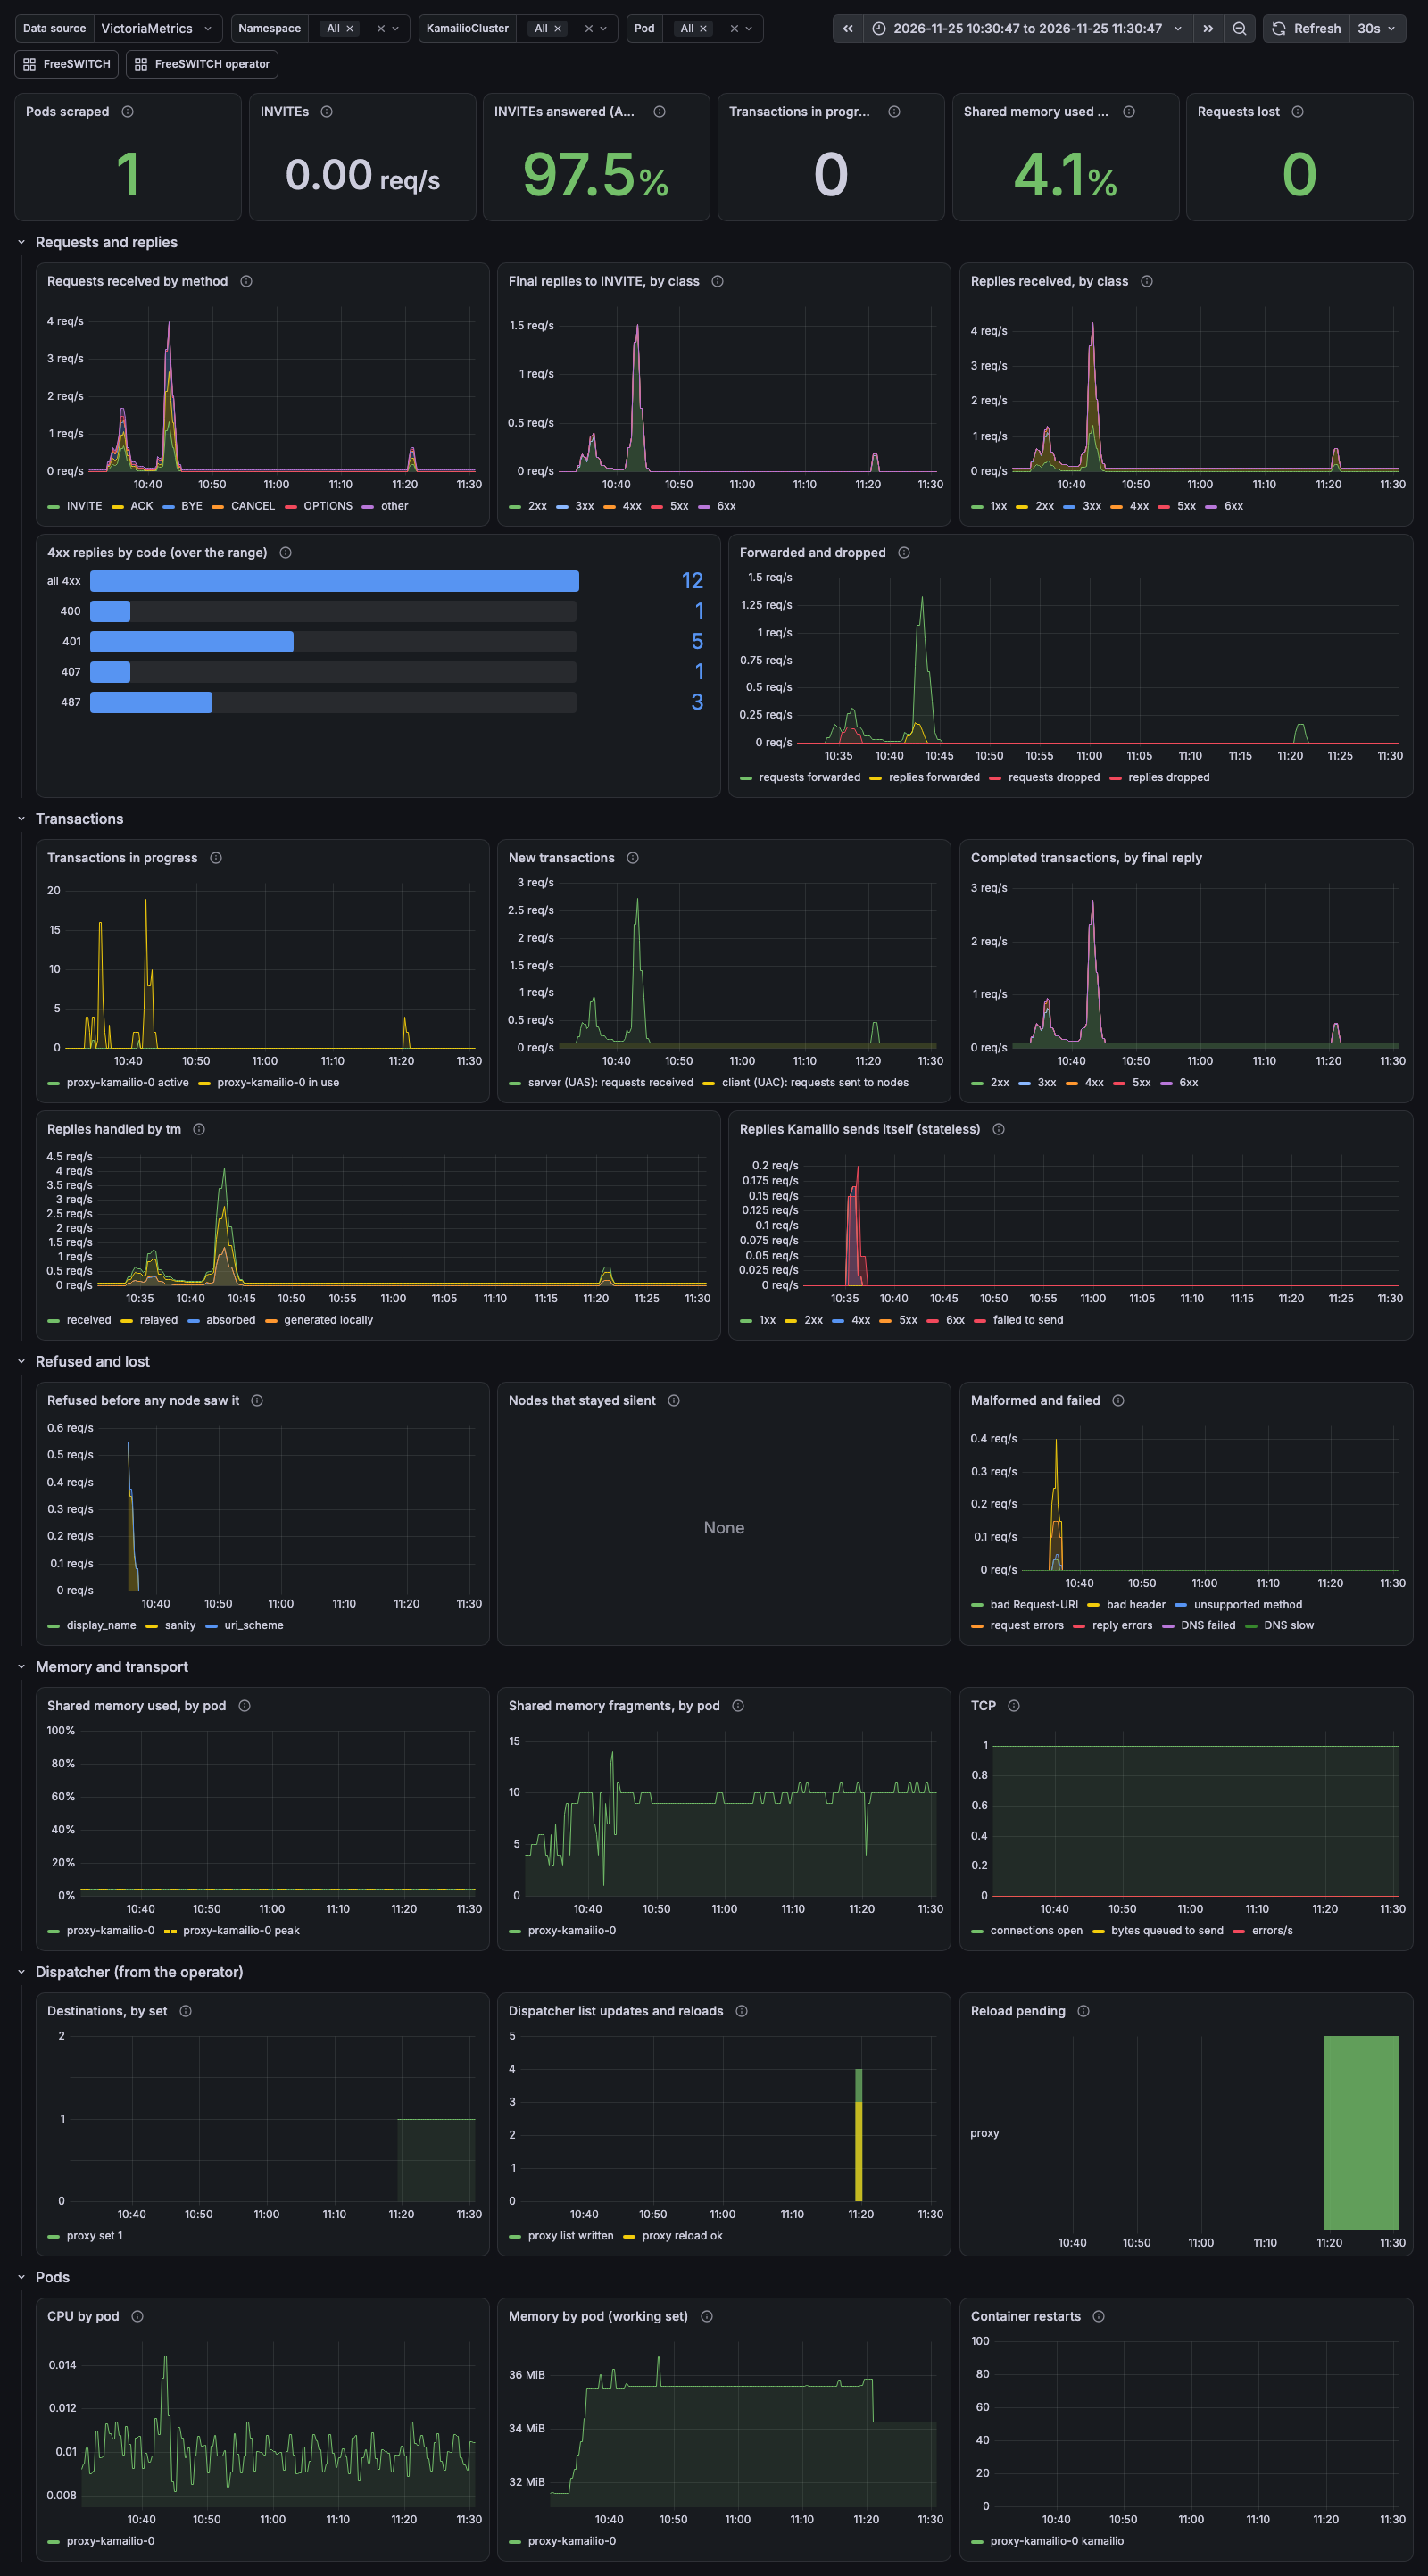 Data source VictoriaMetrics Namespace All KamailioCluster All Pod All 2026-11-25 10:30:47 to 2026-11-25 11:30:47 Refresh 30s
FreeSWITCH FreeSWITCH operator
Pods scraped
1
INVITEs
0.00 req/s
INVITEs answered (A...
97.5%
Transactions in progr...
0
Shared memory used ...
4.1%
Requests lost
0
Requests and replies
Requests received by method
4 req/s
3 req/s
2 req/s
1 req/s
0 req/s
10:40 10:50 11:00 11:10 11:20 11:30
INVITE ACK BYE CANCEL OPTIONS other
Final replies to INVITE, by class
1.5 req/s
1 req/s
0.5 req/s
0 req/s
10:40 10:50 11:00 11:10 11:20 11:30
2xx 3xx 4xx 5xx 6xx
Replies received, by class
4 req/s
3 req/s
2 req/s
1 req/s
0 req/s
10:40 10:50 11:00 11:10 11:20 11:30
1xx 2xx 3xx 4xx 5xx 6xx
4xx replies by code (over the range)
all 4xx 12
400 1
401 5
407 1
487 3
Forwarded and dropped
1.5 req/s
1.25 req/s
1 req/s
0.75 req/s
0.5 req/s
0.25 req/s
0 req/s
10:35 10:40 10:45 10:50 10:55 11:00 11:05 11:10 11:15 11:20 11:25 11:30
requests forwarded replies forwarded requests dropped replies dropped
Transactions
Transactions in progress
20
15
10
5
0
10:40 10:50 11:00 11:10 11:20 11:30
proxy-kamailio-0 active proxy-kamailio-0 in use
New transactions
3 req/s
2.5 req/s
2 req/s
1.5 req/s
1 req/s
0.5 req/s
0 req/s
10:40 10:50 11:00 11:10 11:20 11:30
server (UAS): requests received client (UAC): requests sent to nodes
Completed transactions, by final reply
3 req/s
2 req/s
1 req/s
0 req/s
10:40 10:50 11:00 11:10 11:20 11:30
2xx 3xx 4xx 5xx 6xx
Replies handled by tm
4.5 req/s
4 req/s
3.5 req/s
3 req/s
2.5 req/s
2 req/s
1.5 req/s
1 req/s
0.5 req/s
0 req/s
10:35 10:40 10:45 10:50 10:55 11:00 11:05 11:10 11:15 11:20 11:25 11:30
received relayed absorbed generated locally
Replies Kamailio sends itself (stateless)
0.2 req/s
0.175 req/s
0.15 req/s
0.125 req/s
0.1 req/s
0.075 req/s
0.05 req/s
0.025 req/s
0 req/s
10:35 10:40 10:45 10:50 10:55 11:00 11:05 11:10 11:15 11:20 11:25 11:30
1xx 2xx 4xx 5xx 6xx failed to send
Refused and lost
Refused before any node saw it
0.6 req/s
0.5 req/s
0.4 req/s
0.3 req/s
0.2 req/s
0.1 req/s
0 req/s
10:40 10:50 11:00 11:10 11:20 11:30
display_name sanity uri_scheme
Nodes that stayed silent
None
Malformed and failed
0.4 req/s
0.3 req/s
0.2 req/s
0.1 req/s
0 req/s
10:40 10:50 11:00 11:10 11:20 11:30
bad Request-URI bad header unsupported method
request errors reply errors DNS failed DNS slow
Memory and transport
Shared memory used, by pod
100%
80%
60%
40%
20%
0%
10:40 10:50 11:00 11:10 11:20 11:30
proxy-kamailio-0 proxy-kamailio-0 peak
Shared memory fragments, by pod
15
10
5
0
10:40 10:50 11:00 11:10 11:20 11:30
proxy-kamailio-0
TCP
1
0.8
0.6
0.4
0.2
0
10:40 10:50 11:00 11:10 11:20 11:30
connections open bytes queued to send errors/s
Dispatcher (from the operator)
Destinations, by set
2
1
0
10:40 10:50 11:00 11:10 11:20 11:30
proxy set 1
Dispatcher list updates and reloads
5
4
3
2
1
0
10:40 10:50 11:00 11:10 11:20 11:30
proxy list written proxy reload ok
Reload pending
proxy
10:40 10:50 11:00 11:10 11:20 11:30
Pods
CPU by pod
0.014
0.012
0.01
0.008
10:40 10:50 11:00 11:10 11:20 11:30
proxy-kamailio-0
Memory by pod (working set)
36 MiB
34 MiB
32 MiB
10:40 10:50 11:00 11:10 11:20 11:30
proxy-kamailio-0
Container restarts
100
80
60
40
20
0
10:40 10:50 11:00 11:10 11:20 11:30
proxy-kamailio-0 kamailio